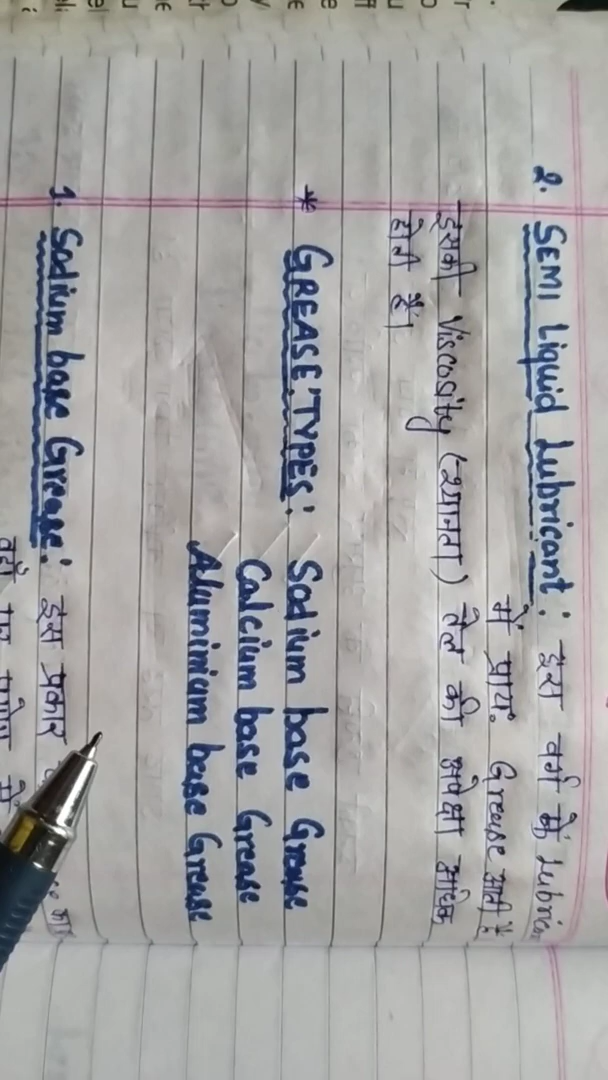 2. SEMI Liquid Lubricant: इस वर्ग में Lubrican
में प्राय: Grease आती है
इसकी Viscosity (श्यानता) तेल की अपेक्षा अधिक
होती है।
* GREASE TYPES: Sodium base Grease
Calcium base Grease
Aluminium base Grease
1. Sodium base Grease: इस प्रकार